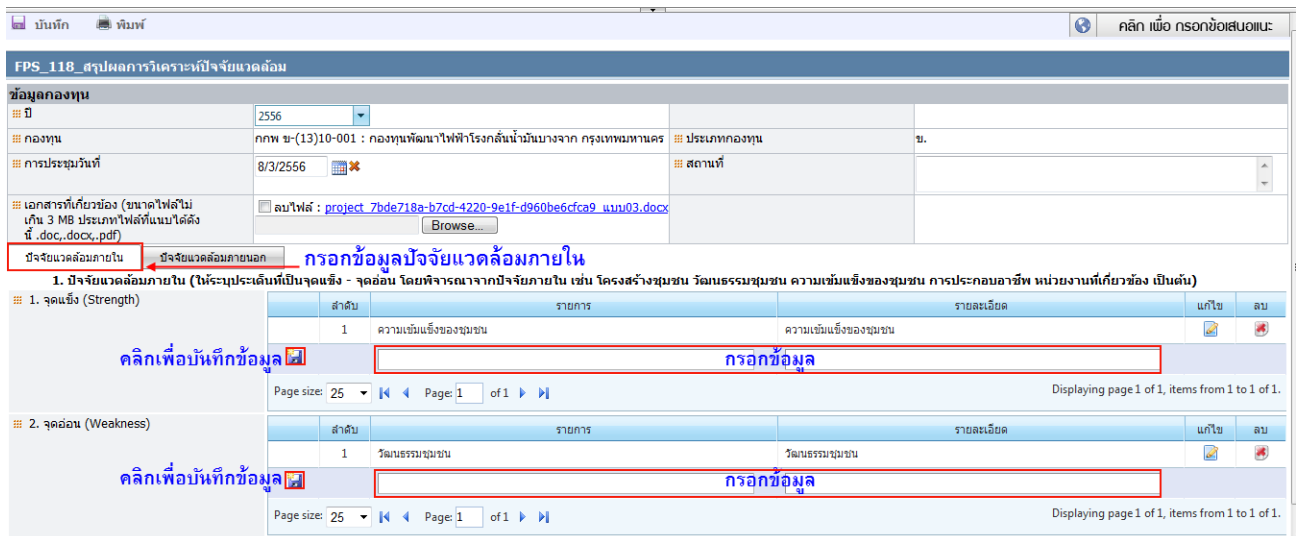 บันทึก พิมพ์ คลิก เพื่อ กรอกข้อเสนอแนะ
FPS_118_สรุปผลการวิเคราะห์ปัจจัยแวดล้อม
ข้อมูลกองทุน
ปี 2556
กองทุน กกพ ข-(13)10-001 : กองทุนพัฒนาไฟฟ้าโรงกลั่นน้ำมันบางจาก กรุงเทพมหานคร ประเภทกองทุน ข.
การประชุมวันที่ 8/3/2556 สถานที่
เอกสารที่เกี่ยวข้อง (ขนาดไฟล์ไม่
เกิน 3 MB ประเภทไฟล์ที่แนบได้ดัง
นี้ .doc,.docx,.pdf)
ลบไฟล์ : project_7bde718a-b7cd-4220-9e1f-d960be6cfca9_แบบ03.docx
Browse...
ปัจจัยแวดล้อมภายใน ปัจจัยแวดล้อมภายนอก กรอกข้อมูลปัจจัยแวดล้อมภายใน
1. ปัจจัยแวดล้อมภายใน (ให้ระบุประเด็นที่เป็นจุดแข็ง - จุดอ่อน โดยพิจารณาจากปัจจัยภายใน เช่น โครงสร้างชุมชน วัฒนธรรมชุมชน ความเข้มแข็งของชุมชน การประกอบอาชีพ หน่วยงานที่เกี่ยวข้อง เป็นต้น)
1. จุดแข็ง (Strength) ลำดับ รายการ รายละเอียด แก้ไข ลบ
1 ความเข้มแข็งของชุมชน ความเข้มแข็งของชุมชน
คลิกเพื่อบันทึกข้อมูล กรอกข้อมูล
Page size: 25 Page: 1 of 1 Displaying page 1 of 1, items from 1 to 1 of 1.
2. จุดอ่อน (Weakness) ลำดับ รายการ รายละเอียด แก้ไข ลบ
1 วัฒนธรรมชุมชน วัฒนธรรมชุมชน
คลิกเพื่อบันทึกข้อมูล กรอกข้อมูล
Page size: 25 Page: 1 of 1 Displaying page 1 of 1, items from 1 to 1 of 1.